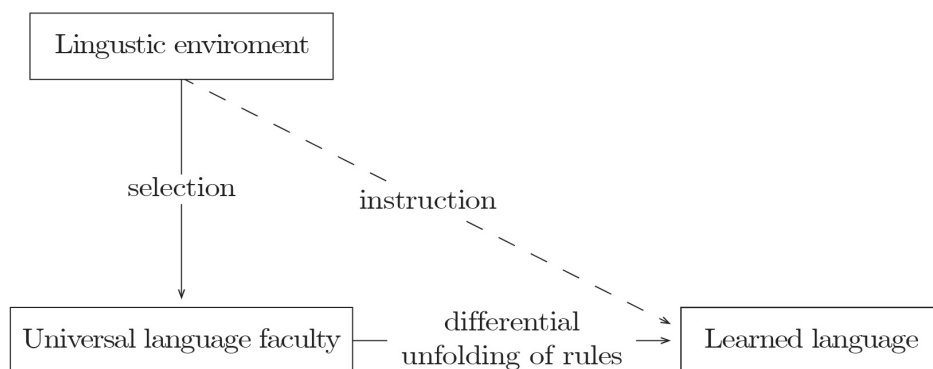 Lingustic enviroment
selection
instruction
differential
unfolding of rules
Universal language faculty
Learned language